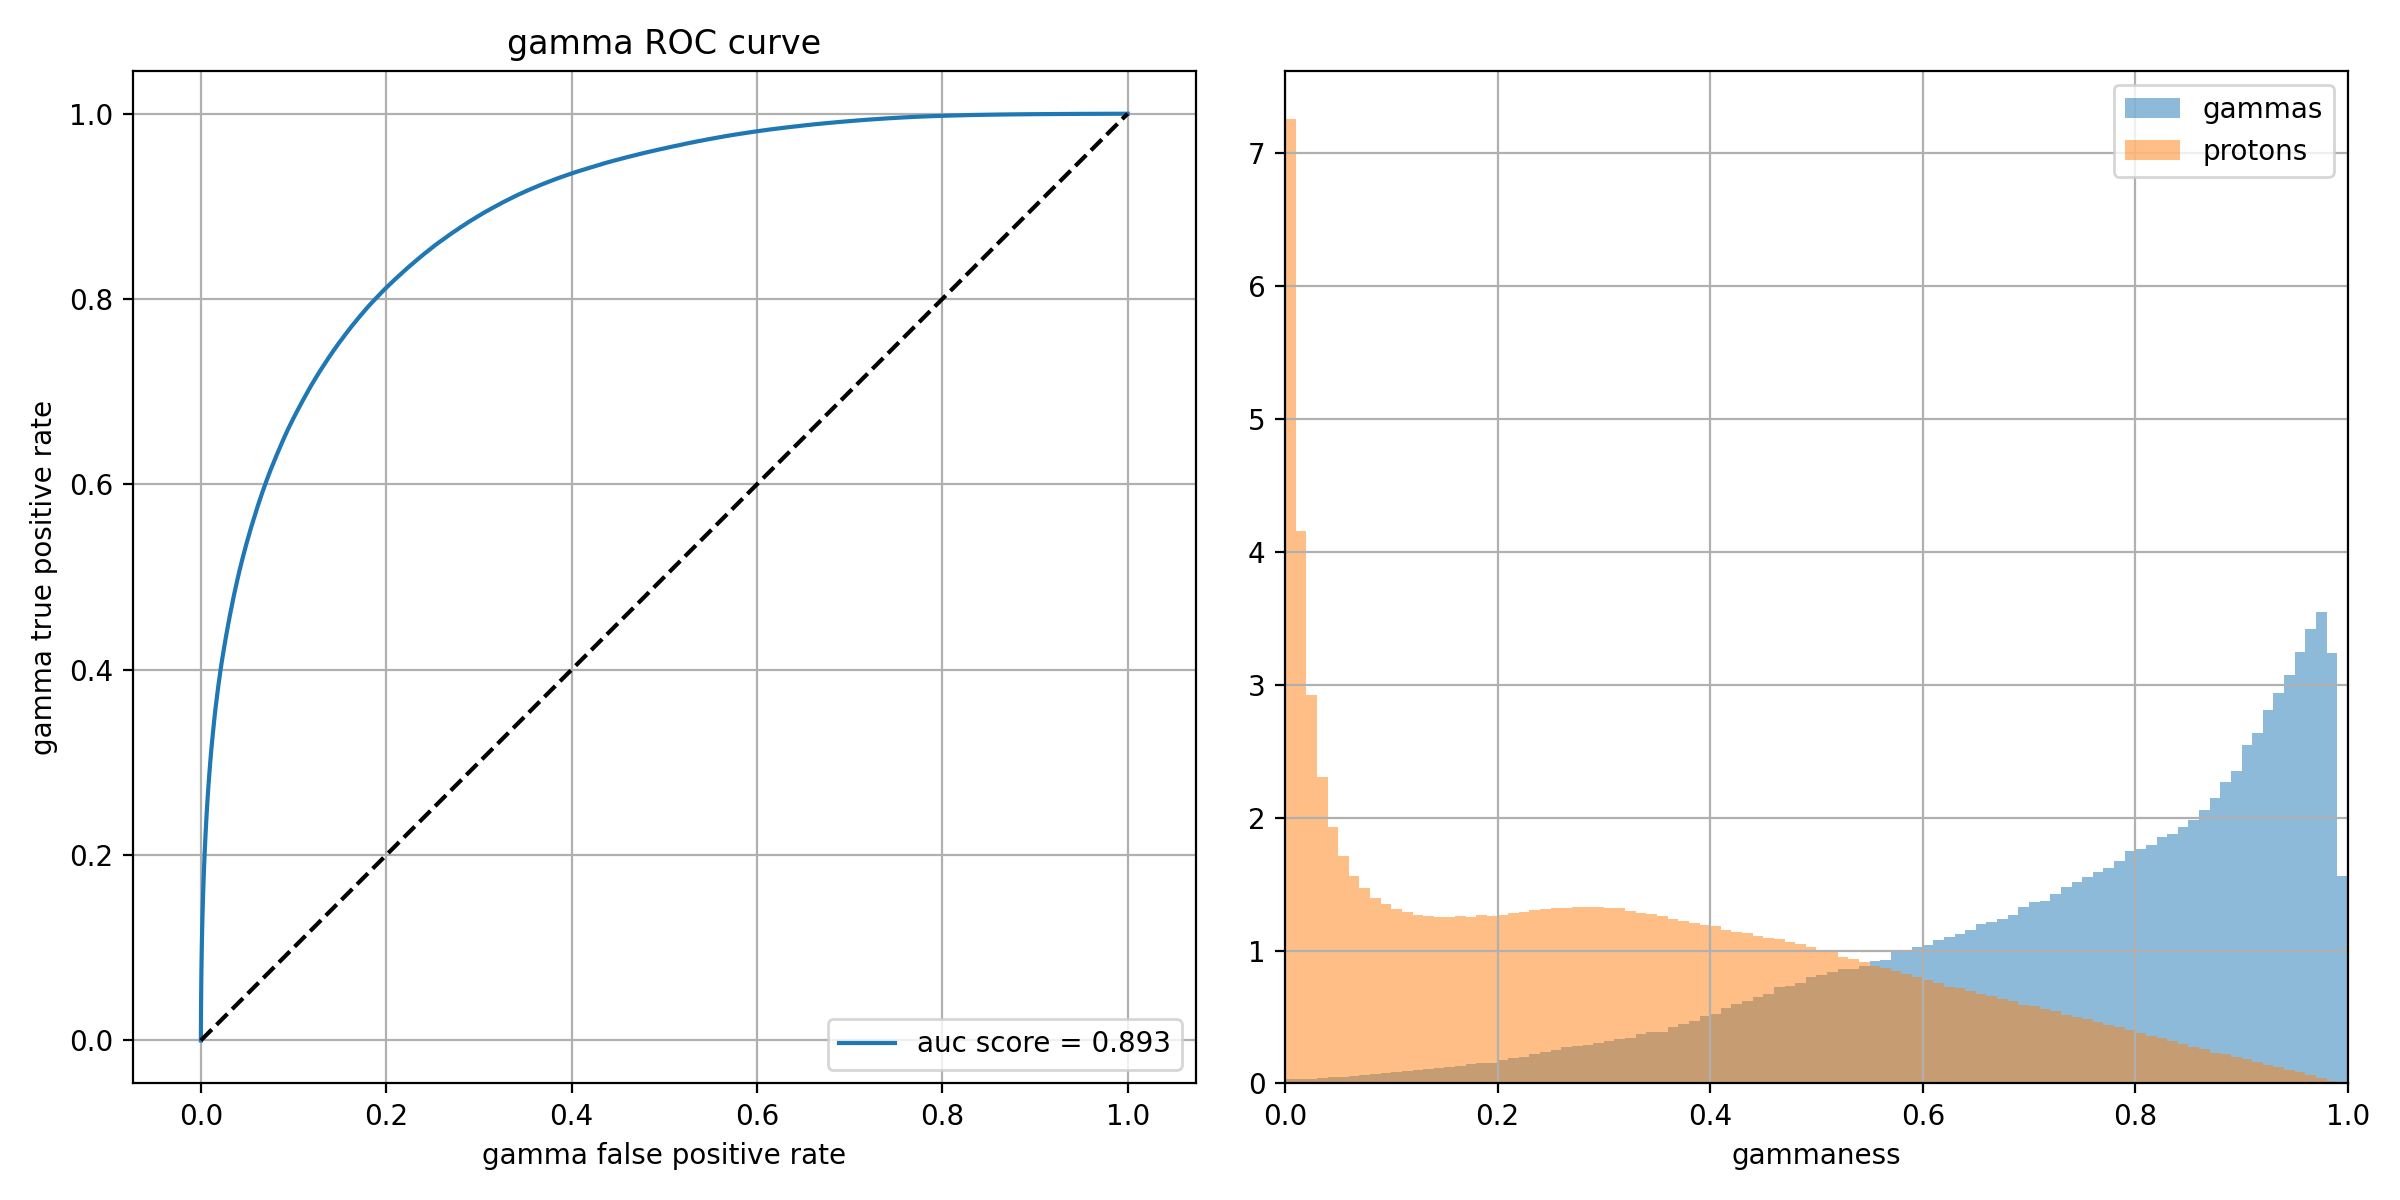 gamma ROC curve
gamma true positive rate
1.0
0.8
0.6
0.4
0.2
0.0
auc score = 0.893
0.0 0.2 0.4 0.6 0.8 1.0
gamma false positive rate
gammas
protons
7
6
5
4
3
2
1
0
0.0 0.2 0.4 0.6 0.8 1.0
gammaness